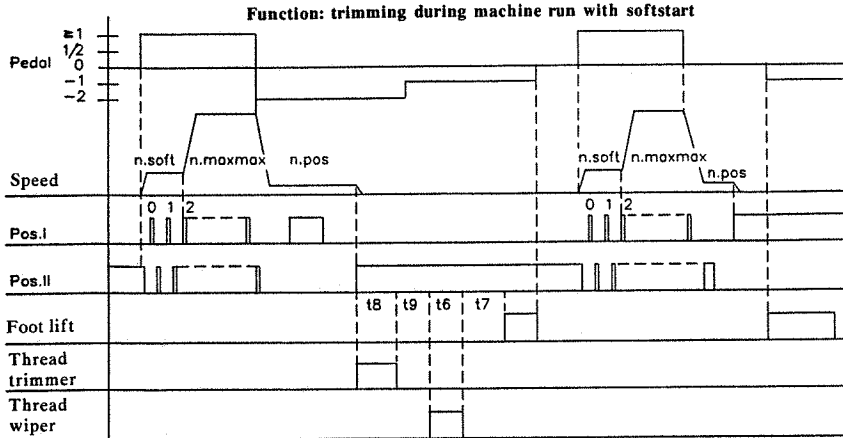 Function: trimming during machine run with softstart
≥1
1/2
Pedal 0
−1
−2
n.soft n.maxmax n.pos n.soft n.maxmax n.pos
Speed
0 1 2 0 1 2
Pos.I
Pos.II
t8 t9 t6 t7
Foot lift
Thread
trimmer
Thread
wiper